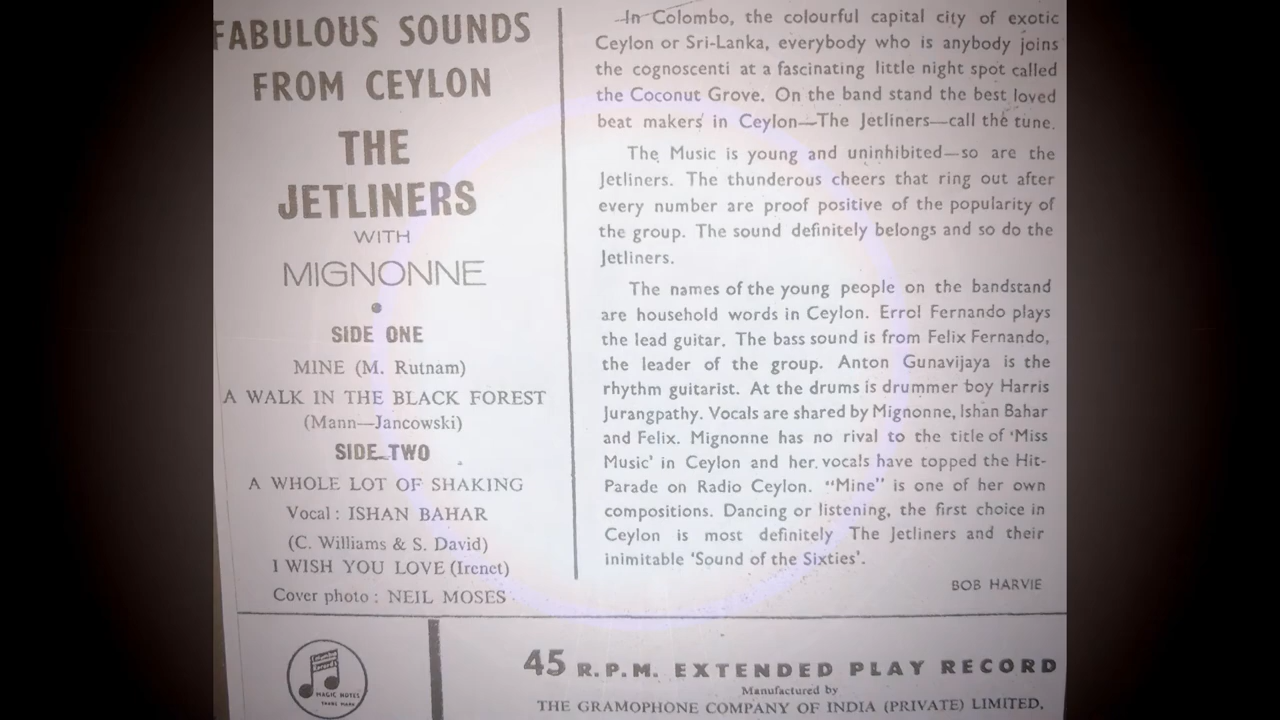 FABULOUS SOUNDS
FROM CEYLON
THE
JETLINERS
WITH
MIGNONNE
SIDE ONE
MINE (M. Rutnam)
A WALK IN THE BLACK FOREST
(Mann—Jancowski)
SIDE TWO
A WHOLE LOT OF SHAKING
Vocal : ISHAN BAHAR
(C. Williams & S. David)
I WISH YOU LOVE (Irenet)
Cover photo : NEIL MOSES
In Colombo, the colourful capital city of exotic
Ceylon or Sri-Lanka, everybody who is anybody joins
the cognoscenti at a fascinating little night spot called
the Coconut Grove. On the band stand the best loved
beat makers in Ceylon—The Jetliners—call the tune.
The Music is young and uninhibited—so are the
Jetliners. The thunderous cheers that ring out after
every number are proof positive of the popularity of
the group. The sound definitely belongs and so do the
Jetliners.
The names of the young people on the bandstand
are household words in Ceylon. Errol Fernando plays
the lead guitar. The bass sound is from Felix Fernando,
the leader of the group. Anton Gunavijaya is the
rhythm guitarist. At the drums is drummer boy Harris
Jurangpathy. Vocals are shared by Mignonne, Ishan Bahar
and Felix. Mignonne has no rival to the title of 'Miss
Music' in Ceylon and her vocals have topped the Hit-
Parade on Radio Ceylon. "Mine" is one of her own
compositions. Dancing or listening, the first choice in
Ceylon is most definitely The Jetliners and their
inimitable 'Sound of the Sixties'.
BOB HARVIE
Columbia
Records
MAGIC NOTES
TRADE MARK
45 R.P.M. EXTENDED PLAY RECORD
Manufactured by
THE GRAMOPHONE COMPANY OF INDIA (PRIVATE) LIMITED.